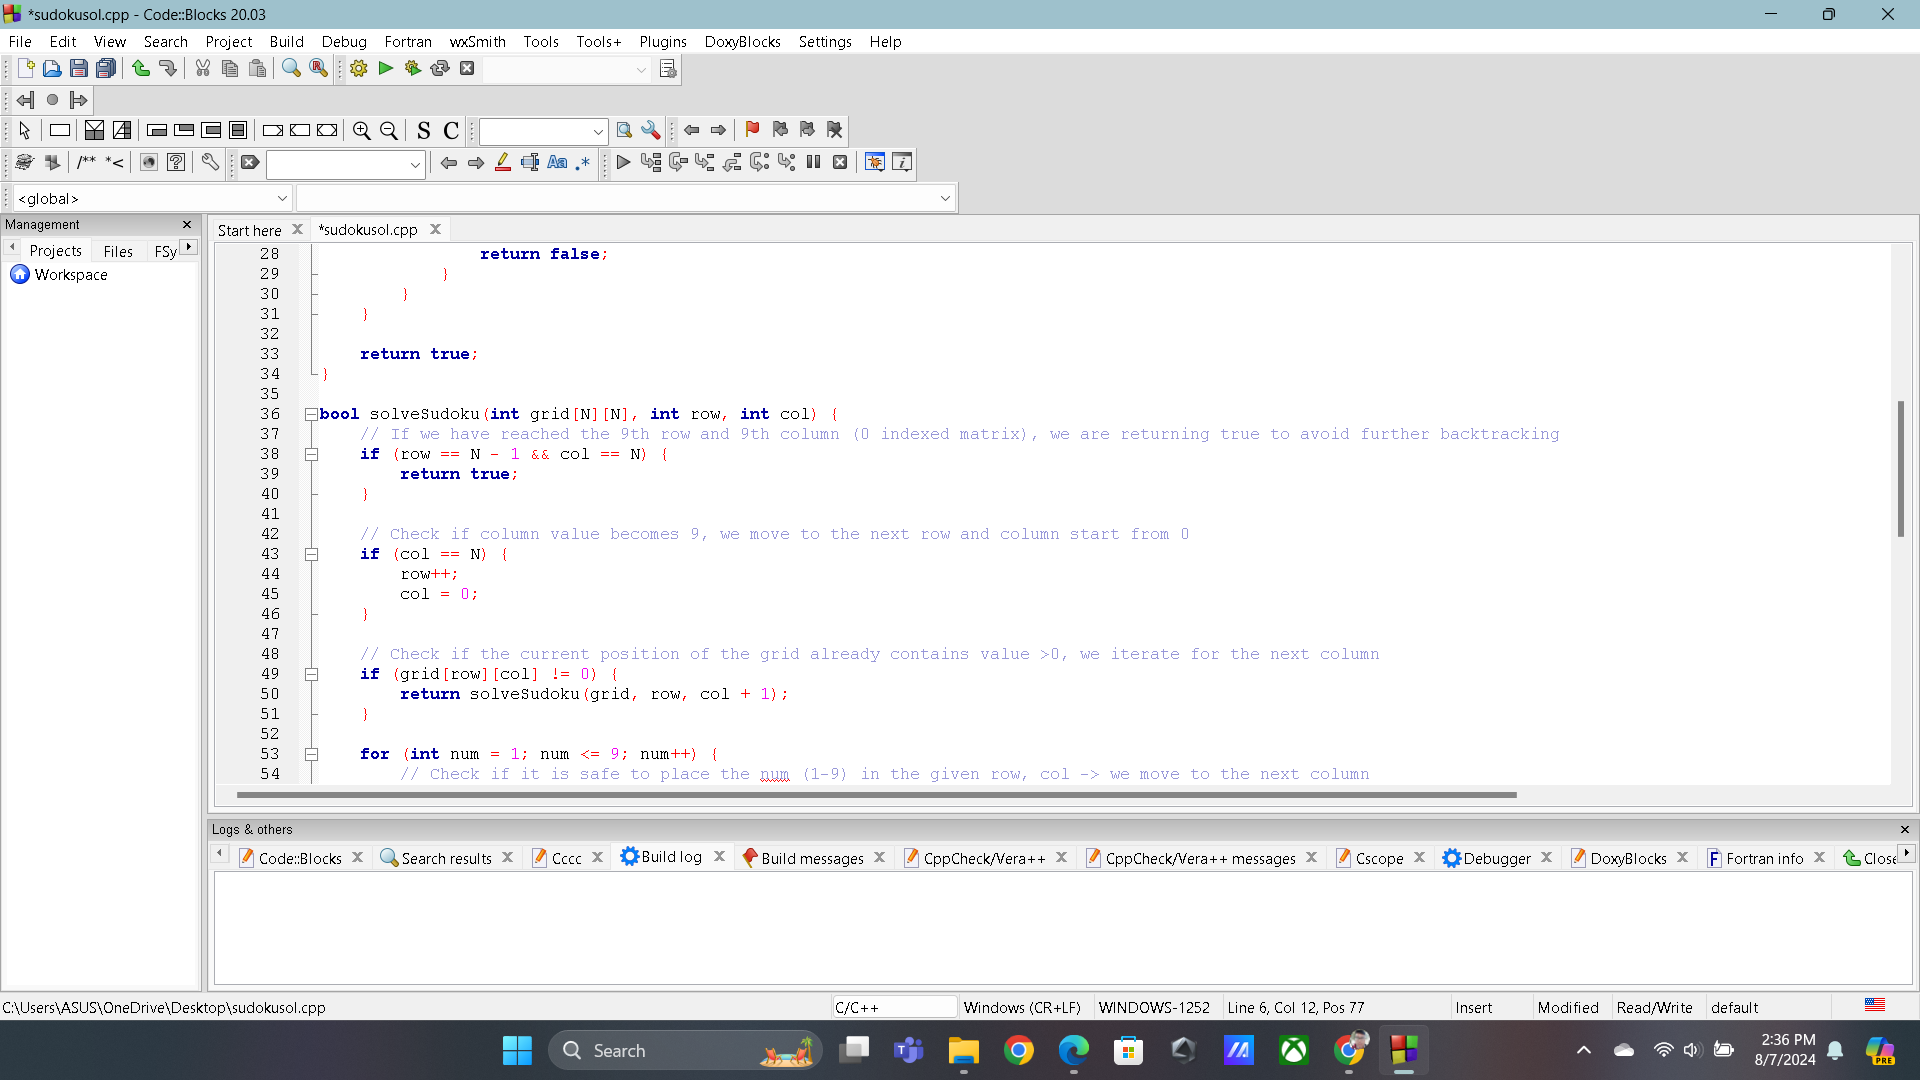 *sudokusol.cpp - Code::Blocks 20.03
File Edit View Search Project Build Debug Fortran wxSmith Tools Tools+ Plugins DoxyBlocks Settings Help
S C
/** *< ? Aa .* i
<global>
Management
Projects Files FSy
Workspace
Start here *sudokusol.cpp
28 return false;
29 }
30 }
31 }
32
33 return true;
34 }
35
36 bool solveSudoku(int grid[N][N], int row, int col) {
37 // If we have reached the 9th row and 9th column (0 indexed matrix), we are returning true to avoid further backtracking
38 if (row == N - 1 && col == N) {
39 return true;
40 }
41
42 // Check if column value becomes 9, we move to the next row and column start from 0
43 if (col == N) {
44 row++;
45 col = 0;
46 }
47
48 // Check if the current position of the grid already contains value >0, we iterate for the next column
49 if (grid[row][col] != 0) {
50 return solveSudoku(grid, row, col + 1);
51 }
52
53 for (int num = 1; num <= 9; num++) {
54 // Check if it is safe to place the num (1-9) in the given row, col -> we move to the next column
Logs & others
Code::Blocks Search results Cccc Build log Build messages CppCheck/Vera++ CppCheck/Vera++ messages Cscope Debugger DoxyBlocks F Fortran info Close
C:\Users\ASUS\OneDrive\Desktop\sudokusol.cpp C/C++ Windows (CR+LF) WINDOWS-1252 Line 6, Col 12, Pos 77 Insert Modified Read/Write default
Search
2:36 PM
8/7/2024
PRE